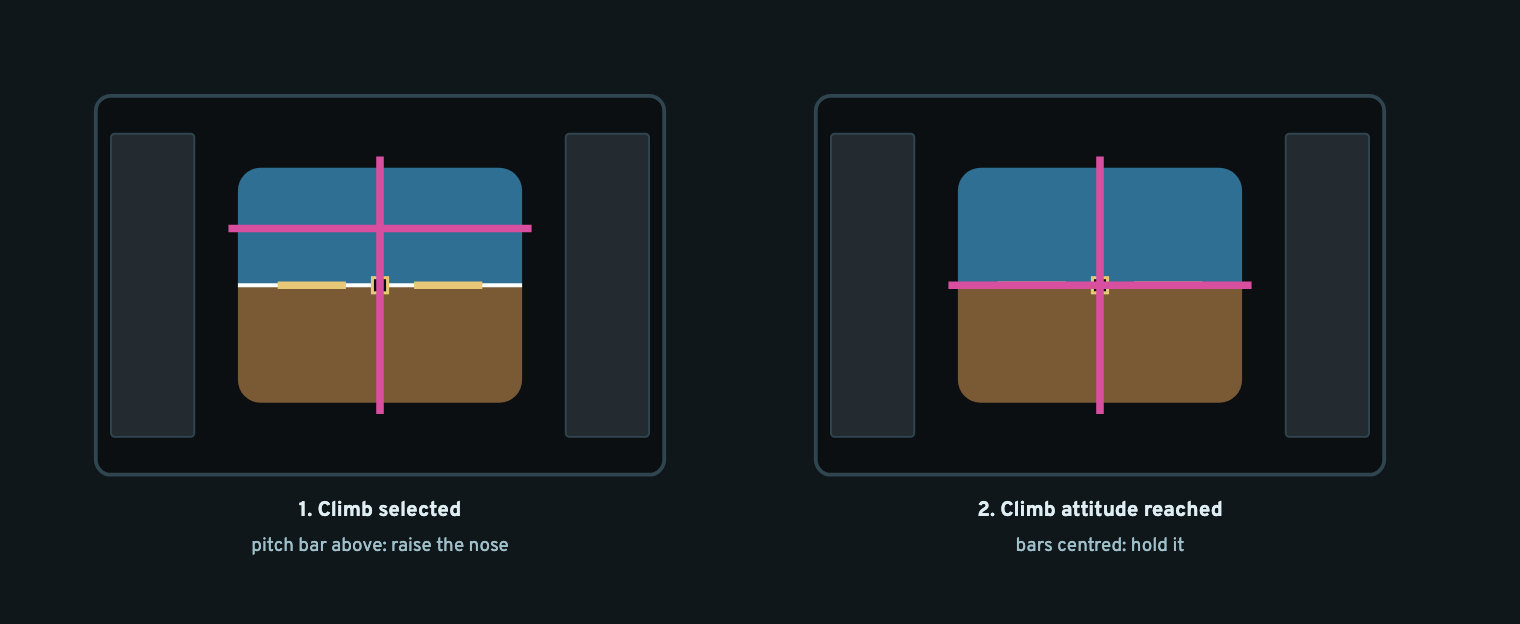 1. Climb selected
pitch bar above: raise the nose
2. Climb attitude reached
bars centred: hold it